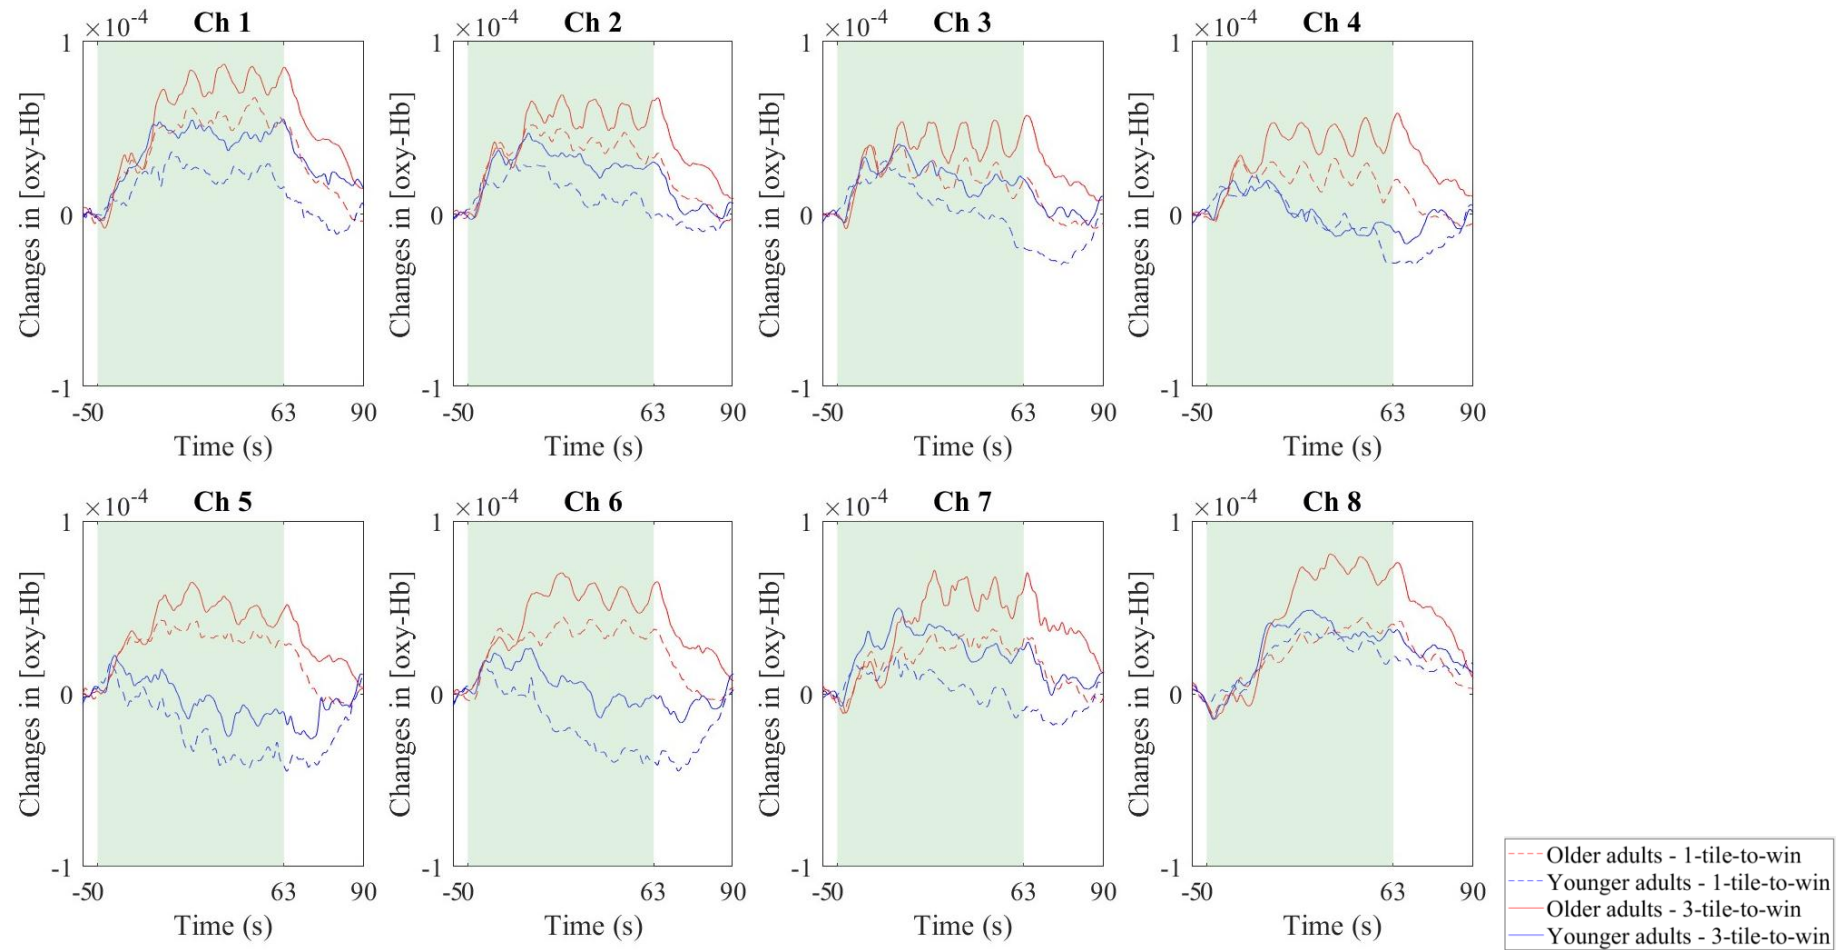 ×10-4 Ch 1
1
0
-1
Changes in [oxy-Hb]
-50 63 90
Time (s)
×10-4 Ch 2
1
0
-1
Changes in [oxy-Hb]
-50 63 90
Time (s)
×10-4 Ch 3
1
0
-1
Changes in [oxy-Hb]
-50 63 90
Time (s)
×10-4 Ch 4
1
0
-1
Changes in [oxy-Hb]
-50 63 90
Time (s)
×10-4 Ch 5
1
0
-1
Changes in [oxy-Hb]
-50 63 90
Time (s)
×10-4 Ch 6
1
0
-1
Changes in [oxy-Hb]
-50 63 90
Time (s)
×10-4 Ch 7
1
0
-1
Changes in [oxy-Hb]
-50 63 90
Time (s)
×10-4 Ch 8
1
0
-1
Changes in [oxy-Hb]
-50 63 90
Time (s)
Older adults - 1-tile-to-win
Younger adults - 1-tile-to-win
Older adults - 3-tile-to-win
Younger adults - 3-tile-to-win